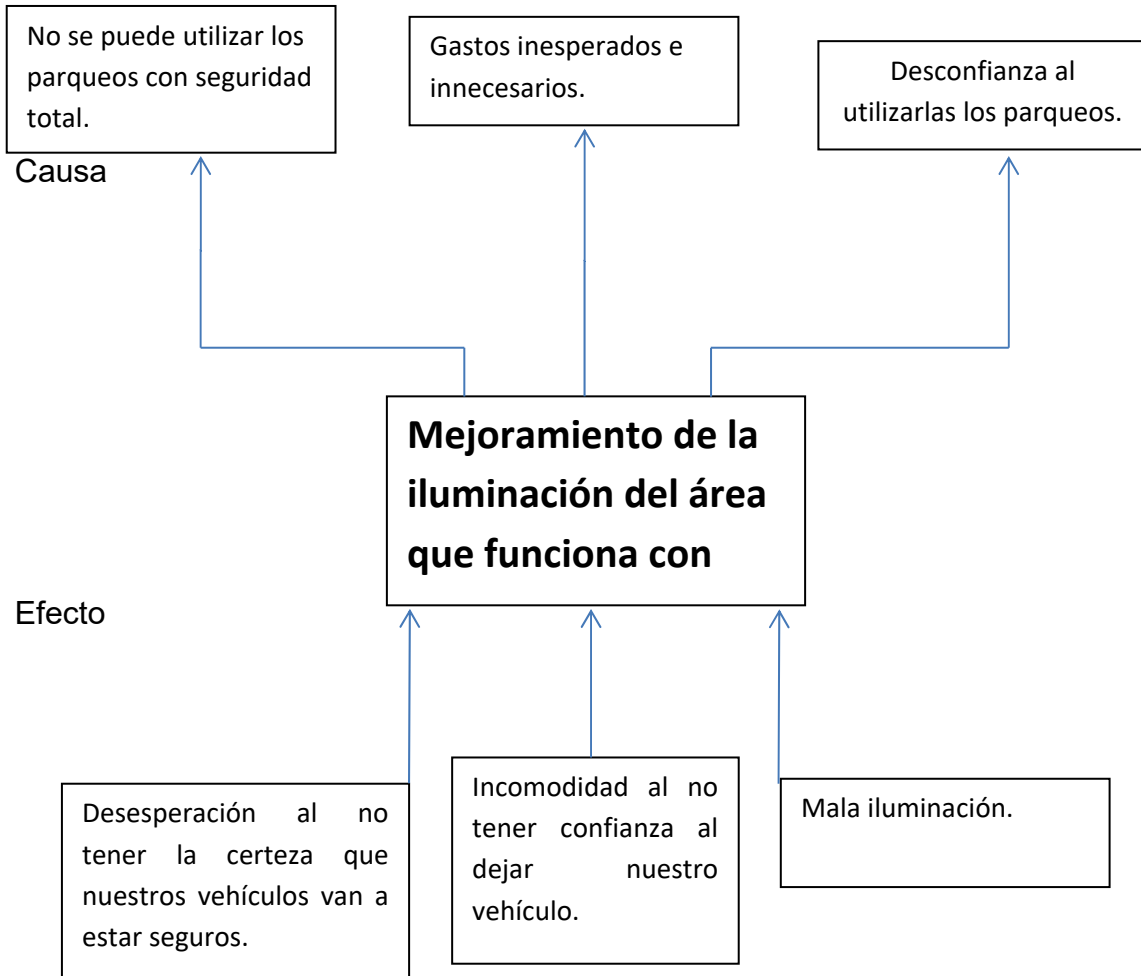 No se puede utilizar los
parqueos con seguridad
total.
Gastos inesperados e
innecesarios.
Desconfianza al
utilizarlas los parqueos.
Causa
Mejoramiento de la
iluminación del área
que funciona con
Efecto
Desesperación al no
tener la certeza que
nuestros vehículos van a
estar seguros.
Incomodidad al no
tener confianza al
dejar nuestro
vehículo.
Mala iluminación.